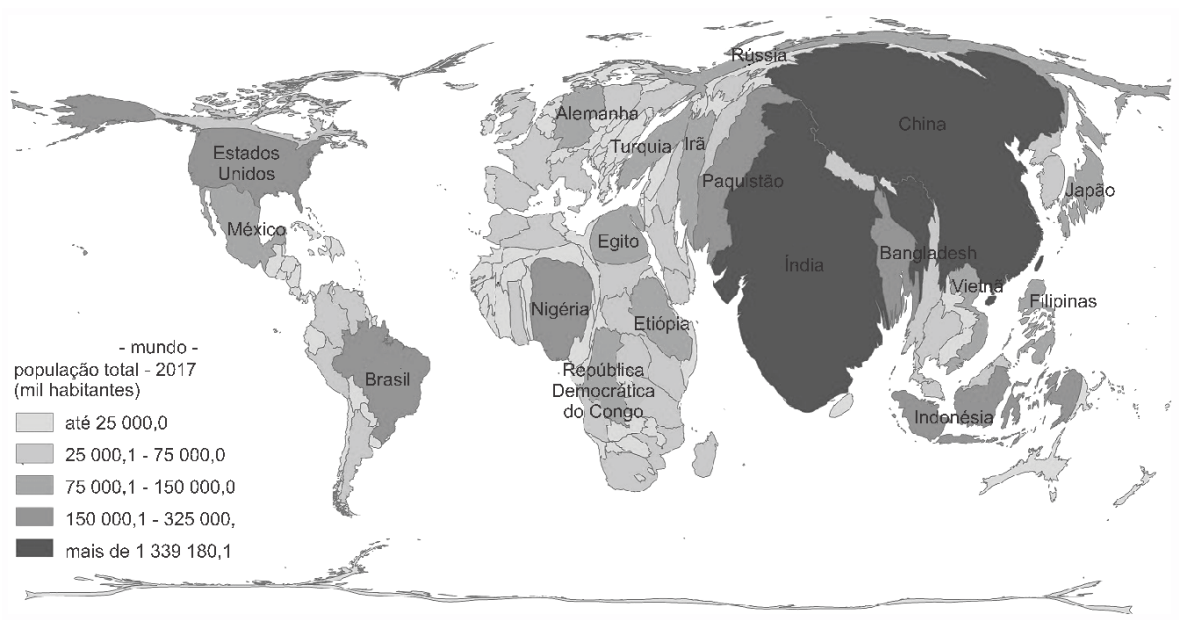 Rússia
Alemanha
China
Estados
Unidos
Turquia
Irã
Paquistão
Japão
México
Egito
Bangladesh
Índia
Vietnã
Filipinas
Nigéria
Etiópia
- mundo -
população total - 2017
(mil habitantes)
Brasil
República
Democrática
do Congo
Indonésia
até 25 000,0
25 000,1 - 75 000,0
75 000,1 - 150 000,0
150 000,1 - 325 000,
mais de 1 339 180,1